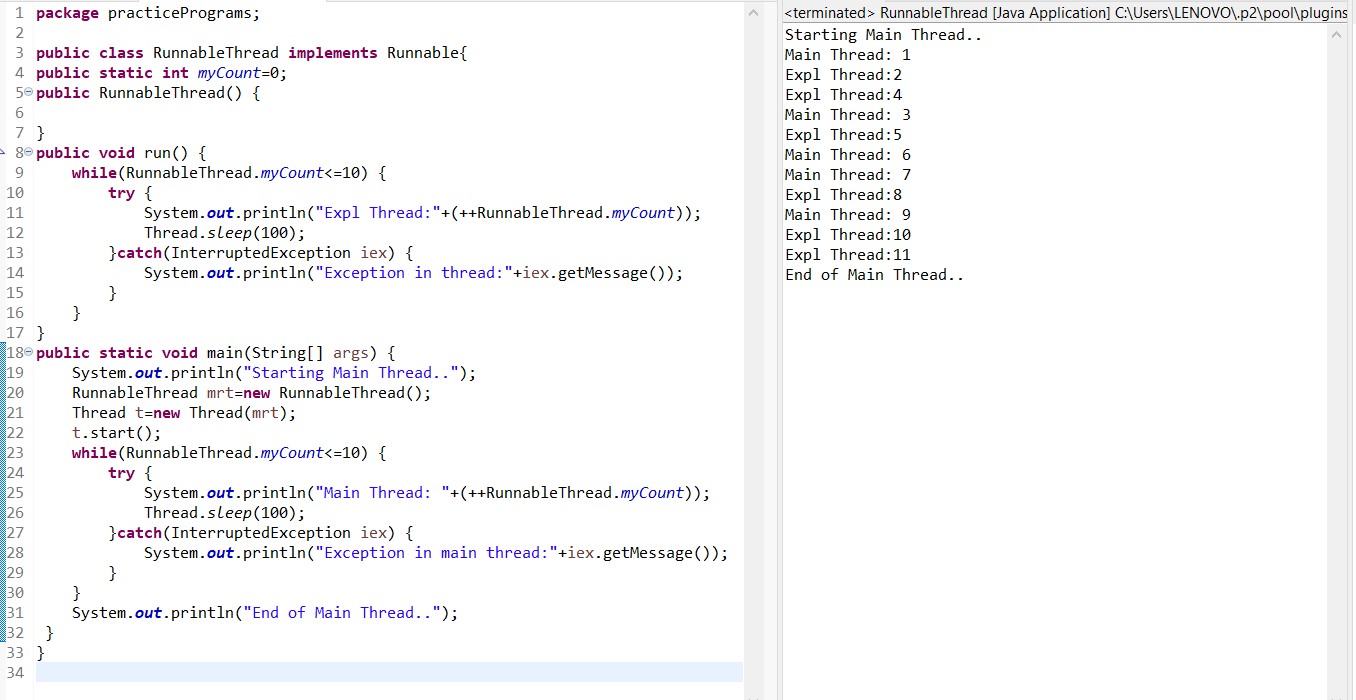 1 package practicePrograms;
2
3 public class RunnableThread implements Runnable{
4 public static int myCount=0;
5 public RunnableThread() {
6
7 }
8 public void run() {
9 while(RunnableThread.myCount<=10) {
10 try {
11 System.out.println("Expl Thread:"+(++RunnableThread.myCount));
12 Thread.sleep(100);
13 }catch(InterruptedException iex) {
14 System.out.println("Exception in thread:"+iex.getMessage());
15 }
16 }
17 }
18 public static void main(String[] args) {
19 System.out.println("Starting Main Thread..");
20 RunnableThread mrt=new RunnableThread();
21 Thread t=new Thread(mrt);
22 t.start();
23 while(RunnableThread.myCount<=10) {
24 try {
25 System.out.println("Main Thread: "+(++RunnableThread.myCount));
26 Thread.sleep(100);
27 }catch(InterruptedException iex) {
28 System.out.println("Exception in main thread:"+iex.getMessage());
29 }
30 }
31 System.out.println("End of Main Thread..");
32 }
33 }
34
<terminated> RunnableThread [Java Application] C:\Users\LENOVO\.p2\pool\plugins
Starting Main Thread..
Main Thread: 1
Expl Thread:2
Expl Thread:4
Main Thread: 3
Expl Thread:5
Main Thread: 6
Main Thread: 7
Expl Thread:8
Main Thread: 9
Expl Thread:10
Expl Thread:11
End of Main Thread..